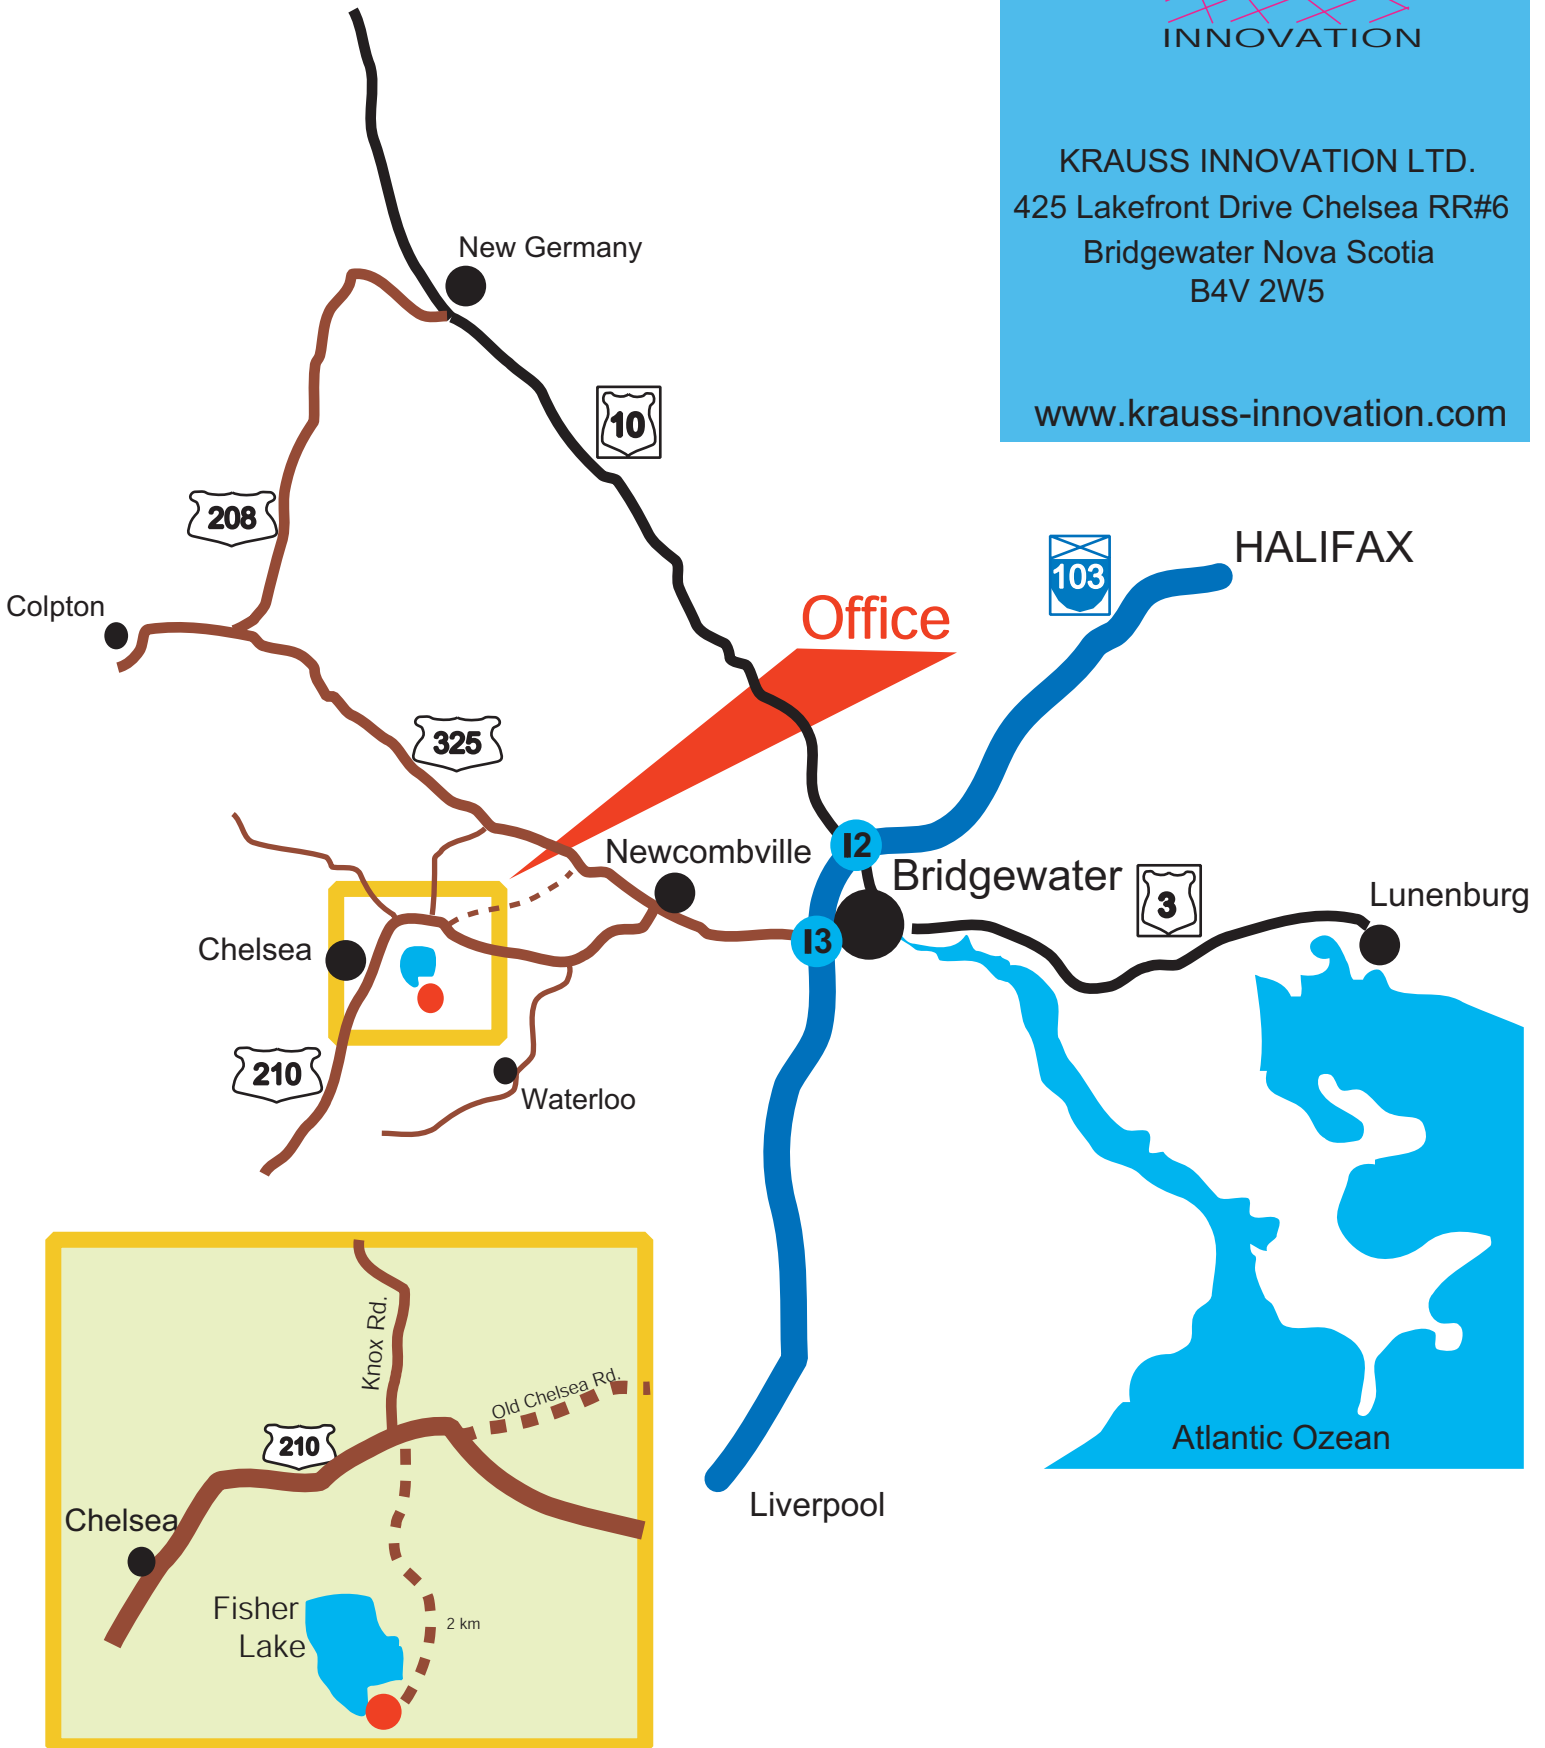 INNOVATION
KRAUSS INNOVATION LTD.
425 Lakefront Drive Chelsea RR#6
Bridgewater Nova Scotia
B4V 2W5
www.krauss-innovation.com
New Germany
10
208
103
HALIFAX
Colpton
Office
325
Newcombville
12
Bridgewater
3
Lunenburg
Chelsea
13
210
Waterloo
Knox Rd.
Old Chelsea Rd.
210
Atlantic Ozean
Liverpool
Chelsea
Fisher
Lake
2 km